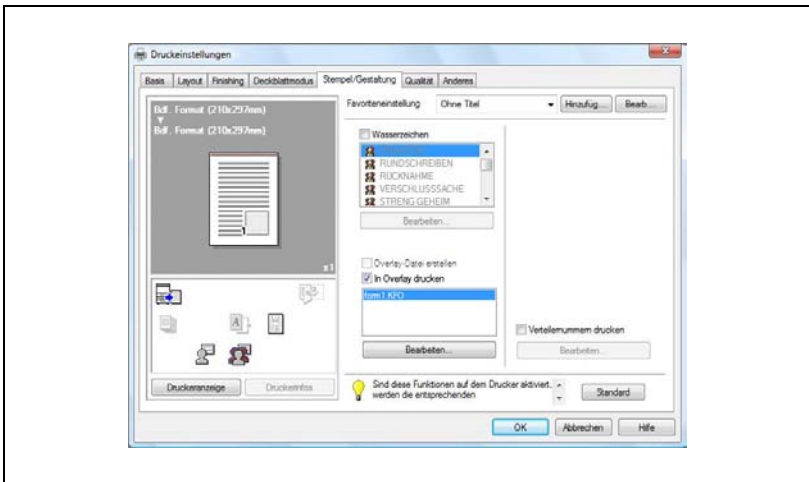 Druckeinstellungen
Basis Layout Finishing Deckblattmodus Stempel/Gestaltung Qualität Anderes
Bdf. Format (210x297mm)
Bdf. Format (210x297mm)
1
x1
Druckeranzeige Druckerinfos
Favoriteneinstellung Ohne Titel Hinzufüg... Bearb...
Wasserzeichen
RUNDSCHREIBEN
RÜCKNAHME
VERSCHLUSSSACHE
STRENG GEHEIM
Bearbeiten...
Overlay-Datei erstellen
In Overlay drucken
form1.KFO
Bearbeiten...
Verteilernummern drucken
Bearbeiten...
Sind diese Funktionen auf dem Drucker aktiviert,
werden die entsprechenden
Standard
OK Abbrechen Hilfe